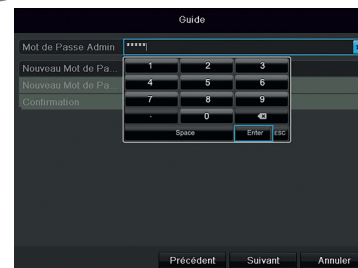 Guide
Mot de Passe Admin *****
Nouveau Mot de Pa...
Nouveau Mot de Pa...
Confirmation
1 2 3
4 5 6
7 8 9
. 0
Space Enter ESC
Précédent Suivant Annuler